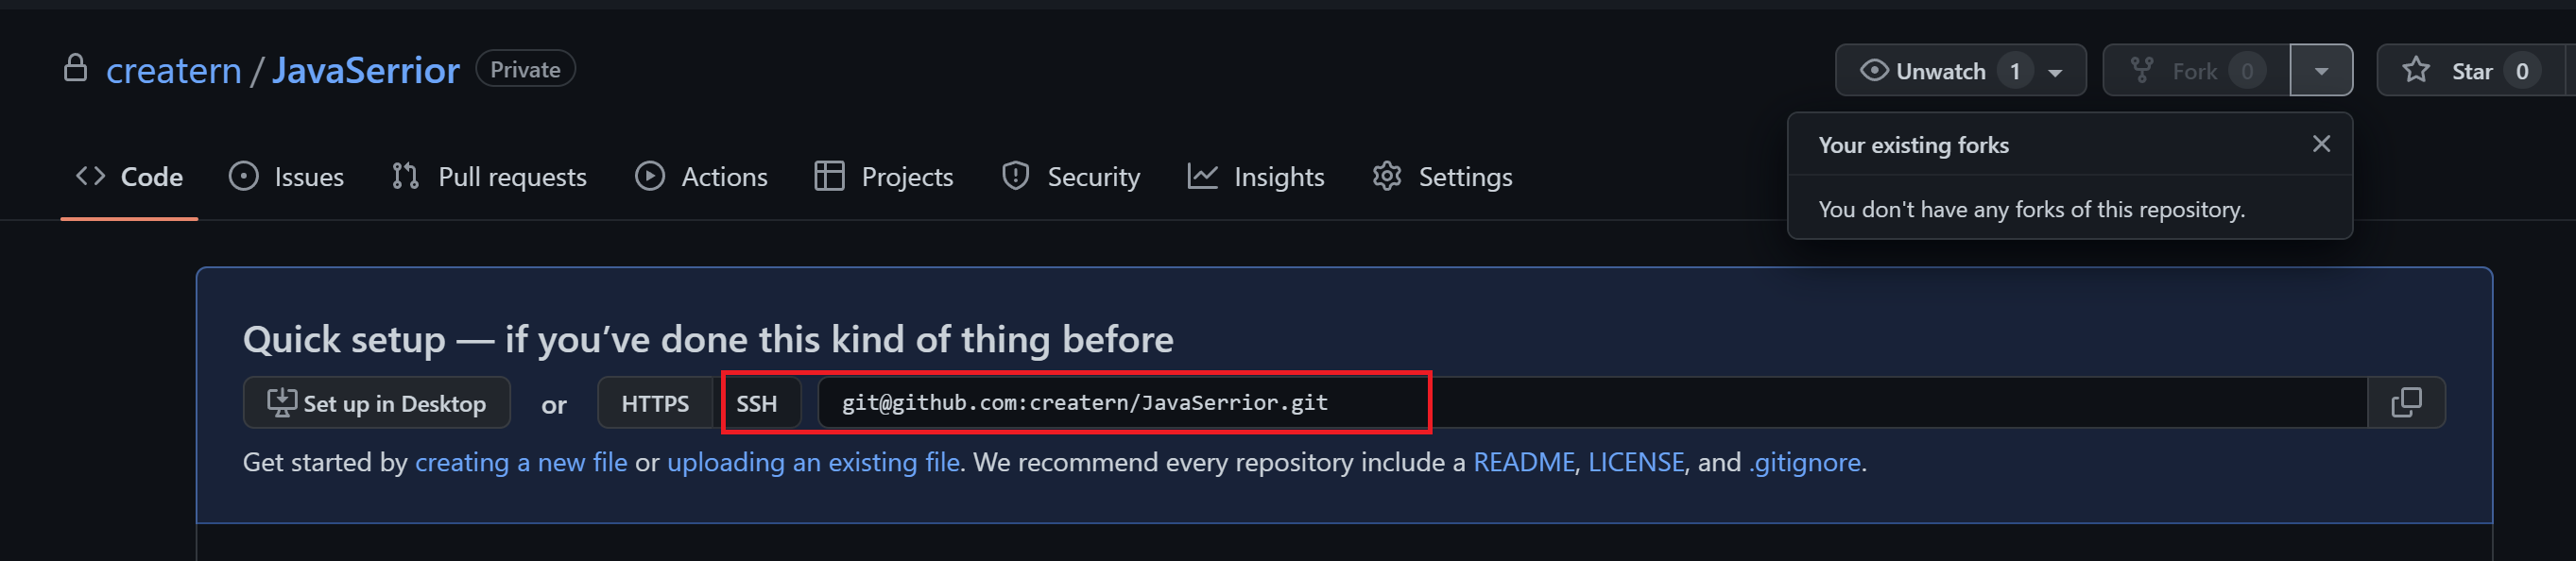 creatern / JavaSerrior Private
Unwatch 1 Fork 0 Star 0
Your existing forks
You don't have any forks of this repository.
Code Issues Pull requests Actions Projects Security Insights Settings
Quick setup — if you’ve done this kind of thing before
Set up in Desktop or HTTPS SSH git@github.com:creatern/JavaSerrior.git
Get started by creating a new file or uploading an existing file. We recommend every repository include a README, LICENSE, and .gitignore.